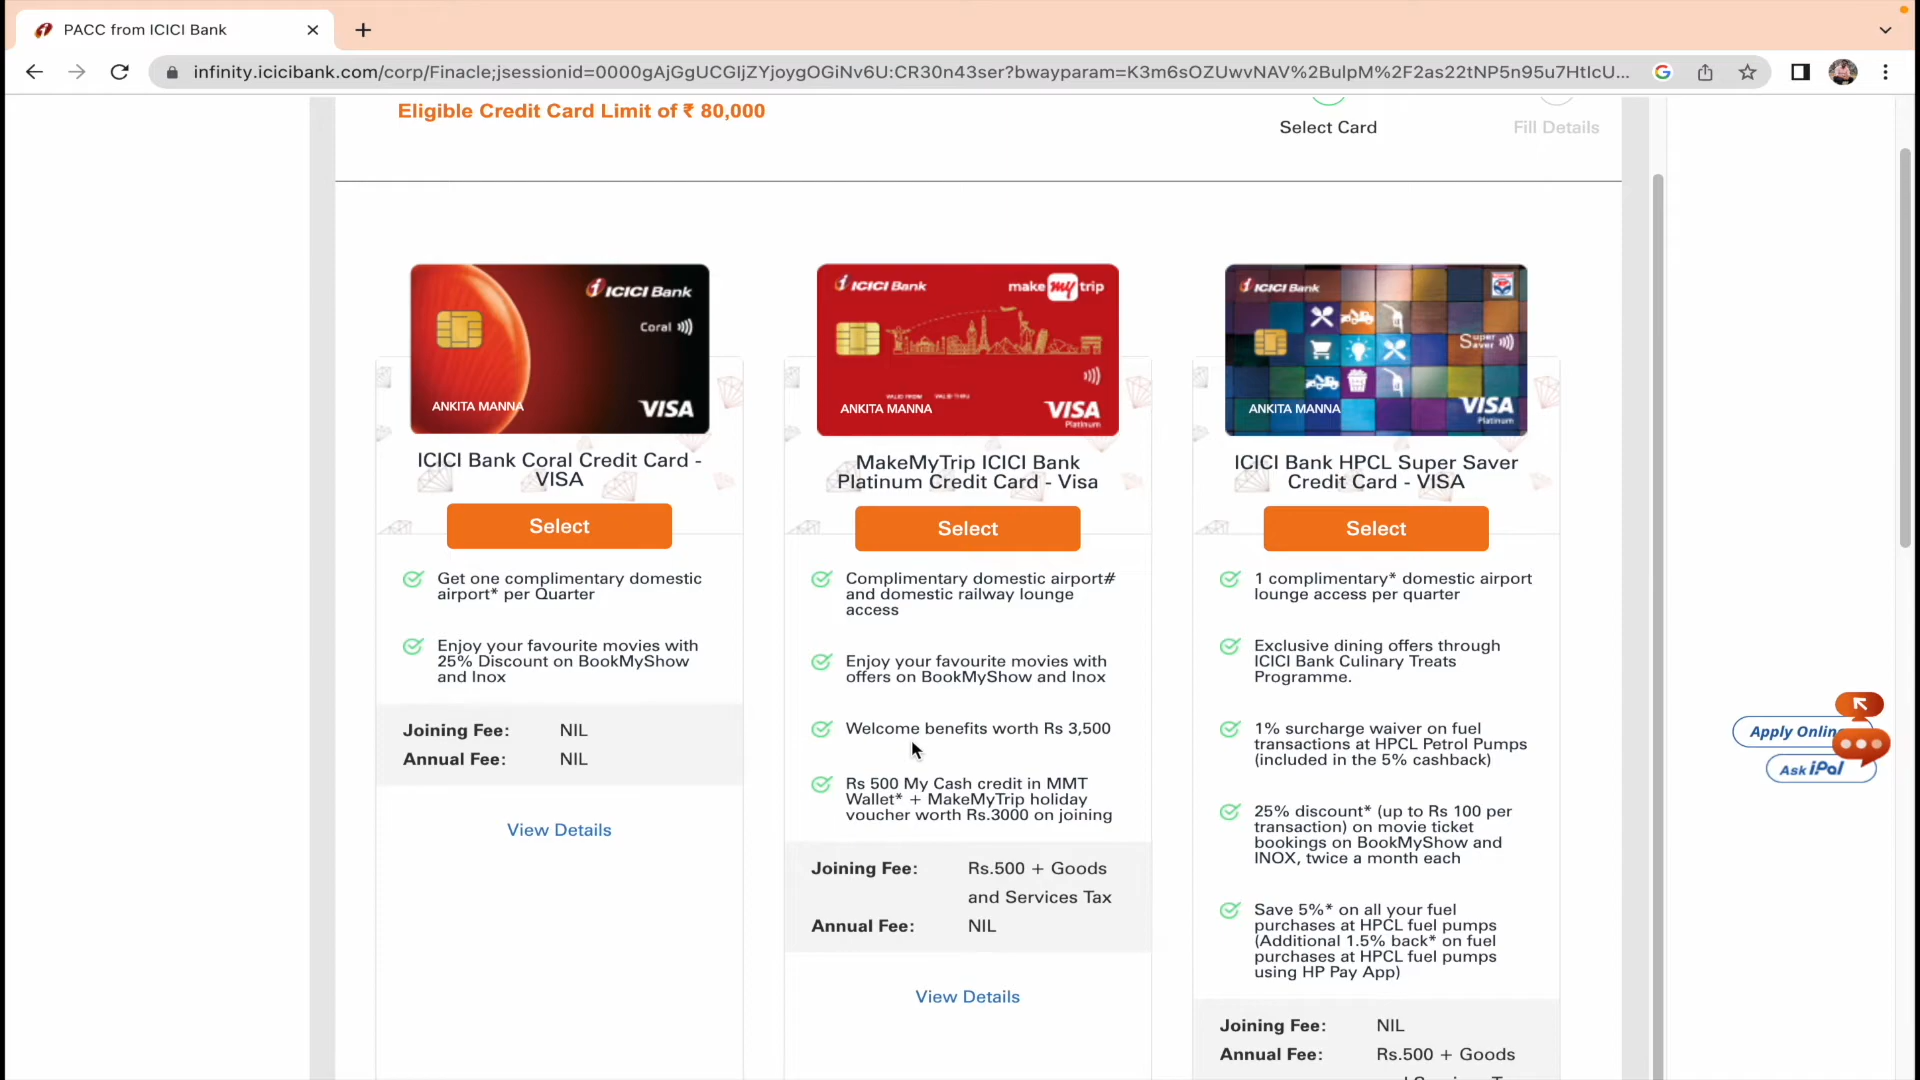 PACC from ICICI Bank
infinity.icicibank.com/corp/Finacle;jsessionid=0000gAjGgUCGIjZYjoygOGiNv6U:CR30n43ser?bwayparam=K3m6sOZUwvNAV%2BulpM%2F2as22tNP5n95u7HtIcU...
Eligible Credit Card Limit of ₹ 80,000
Select Card
Fill Details
ICICI Bank
Coral
ANKITA MANNA
VISA
ICICI Bank Coral Credit Card -
VISA
Select
Get one complimentary domestic
airport* per Quarter
Enjoy your favourite movies with
25% Discount on BookMyShow
and Inox
Joining Fee: NIL
Annual Fee: NIL
View Details
ICICI Bank
make my trip
VALID FROM VALID THRU
ANKITA MANNA
VISA
Platinum
MakeMyTrip ICICI Bank
Platinum Credit Card - Visa
Select
Complimentary domestic airport#
and domestic railway lounge
access
Enjoy your favourite movies with
offers on BookMyShow and Inox
Welcome benefits worth Rs 3,500
Rs 500 My Cash credit in MMT
Wallet* + MakeMyTrip holiday
voucher worth Rs.3000 on joining
Joining Fee: Rs.500 + Goods
and Services Tax
Annual Fee: NIL
View Details
ICICI Bank
Super
Saver
ANKITA MANNA
VISA
Platinum
ICICI Bank HPCL Super Saver
Credit Card - VISA
Select
1 complimentary* domestic airport
lounge access per quarter
Exclusive dining offers through
ICICI Bank Culinary Treats
Programme.
1% surcharge waiver on fuel
transactions at HPCL Petrol Pumps
(included in the 5% cashback)
25% discount* (up to Rs 100 per
transaction) on movie ticket
bookings on BookMyShow and
INOX, twice a month each
Save 5%* on all your fuel
purchases at HPCL fuel pumps
(Additional 1.5% back* on fuel
purchases at HPCL fuel pumps
using HP Pay App)
Joining Fee: NIL
Annual Fee: Rs.500 + Goods
Apply Onlin
Ask iPal